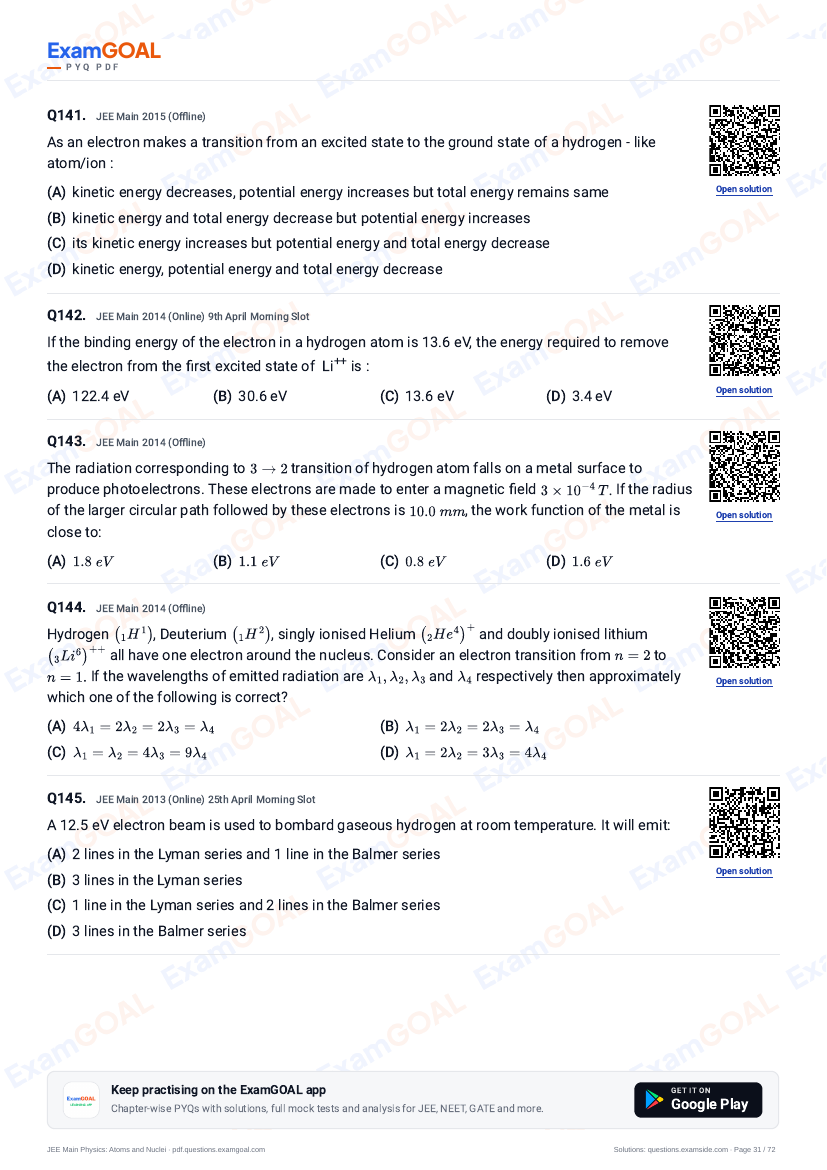 ExamGOAL
PYQ PDF
Q141. JEE Main 2015 (Offline)
As an electron makes a transition from an excited state to the ground state of a hydrogen - like
atom/ion :
(A) kinetic energy decreases, potential energy increases but total energy remains same
(B) kinetic energy and total energy decrease but potential energy increases
(C) its kinetic energy increases but potential energy and total energy decrease
(D) kinetic energy, potential energy and total energy decrease
Open solution
Q142. JEE Main 2014 (Online) 9th April Morning Slot
If the binding energy of the electron in a hydrogen atom is 13.6 eV, the energy required to remove
the electron from the first excited state of Li⁺⁺ is :
(A) 122.4 eV (B) 30.6 eV (C) 13.6 eV (D) 3.4 eV
Open solution
Q143. JEE Main 2014 (Offline)
The radiation corresponding to 3 → 2 transition of hydrogen atom falls on a metal surface to
produce photoelectrons. These electrons are made to enter a magnetic field 3 × 10⁻⁴ T. If the radius
of the larger circular path followed by these electrons is 10.0 mm, the work function of the metal is
close to:
(A) 1.8 eV (B) 1.1 eV (C) 0.8 eV (D) 1.6 eV
Open solution
Q144. JEE Main 2014 (Offline)
Hydrogen (₁H¹), Deuterium (₁H²), singly ionised Helium (₂He⁴)⁺ and doubly ionised lithium
(₃Li⁶)⁺⁺ all have one electron around the nucleus. Consider an electron transition from n = 2 to
n = 1. If the wavelengths of emitted radiation are λ₁, λ₂, λ₃ and λ₄ respectively then approximately
which one of the following is correct?
(A) 4λ₁ = 2λ₂ = 2λ₃ = λ₄ (B) λ₁ = 2λ₂ = 2λ₃ = λ₄
(C) λ₁ = λ₂ = 4λ₃ = 9λ₄ (D) λ₁ = 2λ₂ = 3λ₃ = 4λ₄
Open solution
Q145. JEE Main 2013 (Online) 25th April Morning Slot
A 12.5 eV electron beam is used to bombard gaseous hydrogen at room temperature. It will emit:
(A) 2 lines in the Lyman series and 1 line in the Balmer series
(B) 3 lines in the Lyman series
(C) 1 line in the Lyman series and 2 lines in the Balmer series
(D) 3 lines in the Balmer series
Open solution
ExamGOAL
Keep practising on the ExamGOAL app
Chapter-wise PYQs with solutions, full mock tests and analysis for JEE, NEET, GATE and more.
GET IT ON
Google Play
JEE Main Physics: Atoms and Nuclei · pdf.questions.examgoal.com
Solutions: questions.examside.com · Page 31 / 72